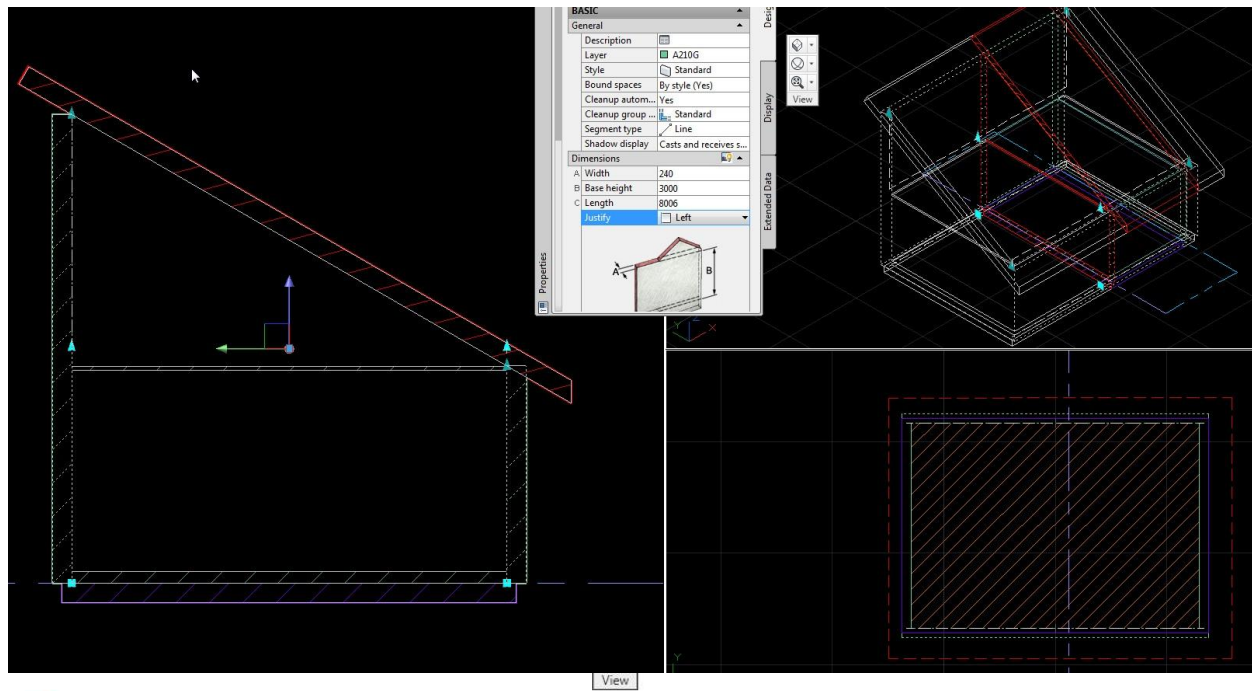 BASIC
General
Description
Layer A210G
Style Standard
Bound spaces By style (Yes)
Cleanup autom... Yes
Cleanup group ... Standard
Segment type Line
Shadow display Casts and receives s...
Dimensions
A Width 240
B Base height 3000
C Length 8006
Justify Left
A
B
Properties
Desig
Display
Extended Data
View
Y
Z
X
Y
View